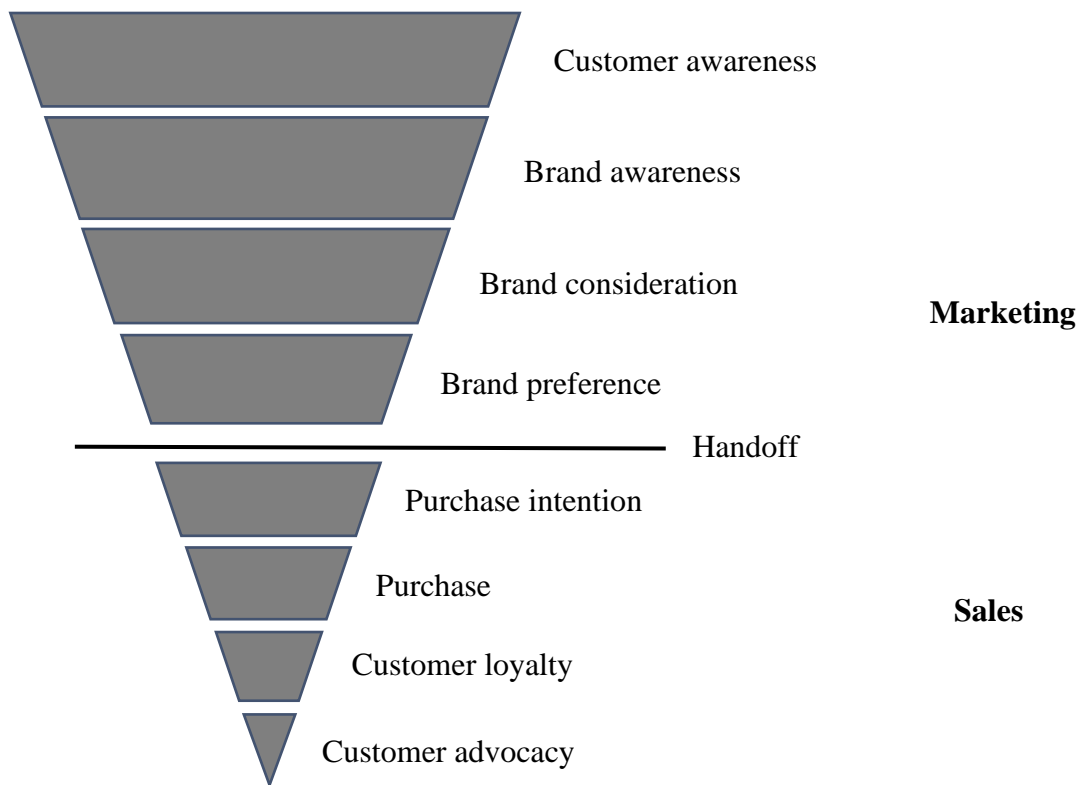 Customer awareness
Brand awareness
Brand consideration
Marketing
Brand preference
Handoff
Purchase intention
Purchase
Sales
Customer loyalty
Customer advocacy